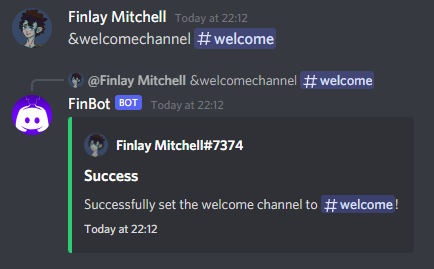 Finlay Mitchell Today at 22:12
&welcomechannel #welcome
@Finlay Mitchell &welcomechannel #welcome
FinBot BOT Today at 22:12
Finlay Mitchell#7374
Success
Successfully set the welcome channel to #welcome!
Today at 22:12